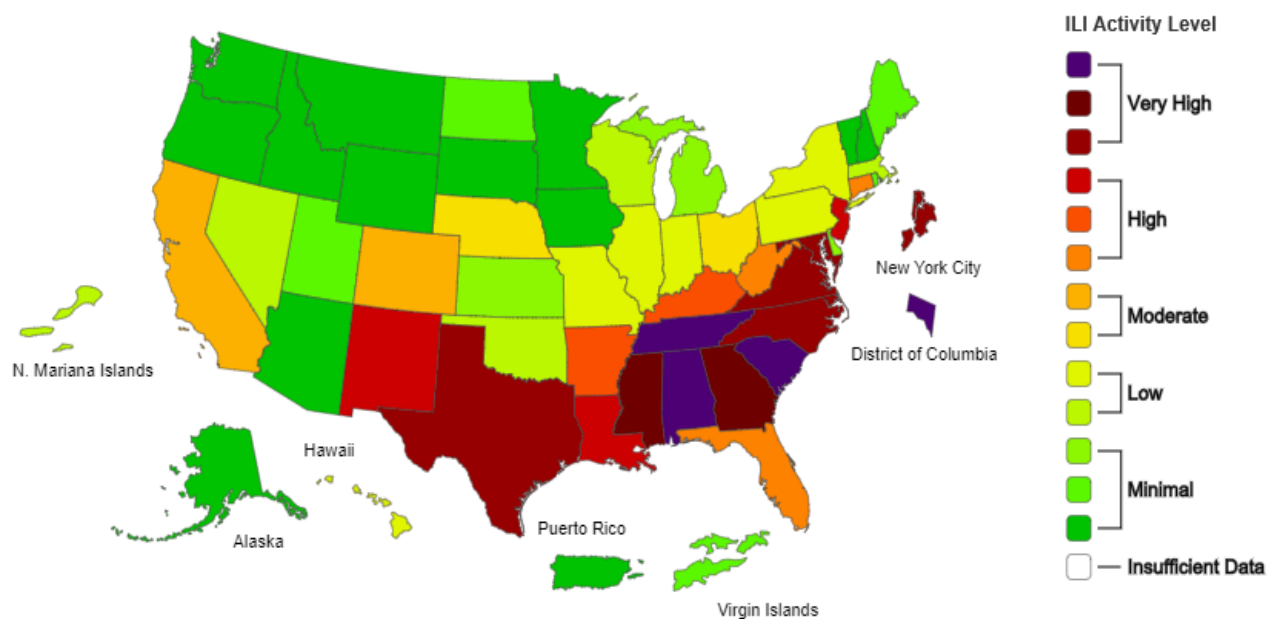 ILI Activity Level
Very High
High
Moderate
Low
Minimal
Insufficient Data
New York City
District of Columbia
N. Mariana Islands
Hawaii
Alaska
Puerto Rico
Virgin Islands